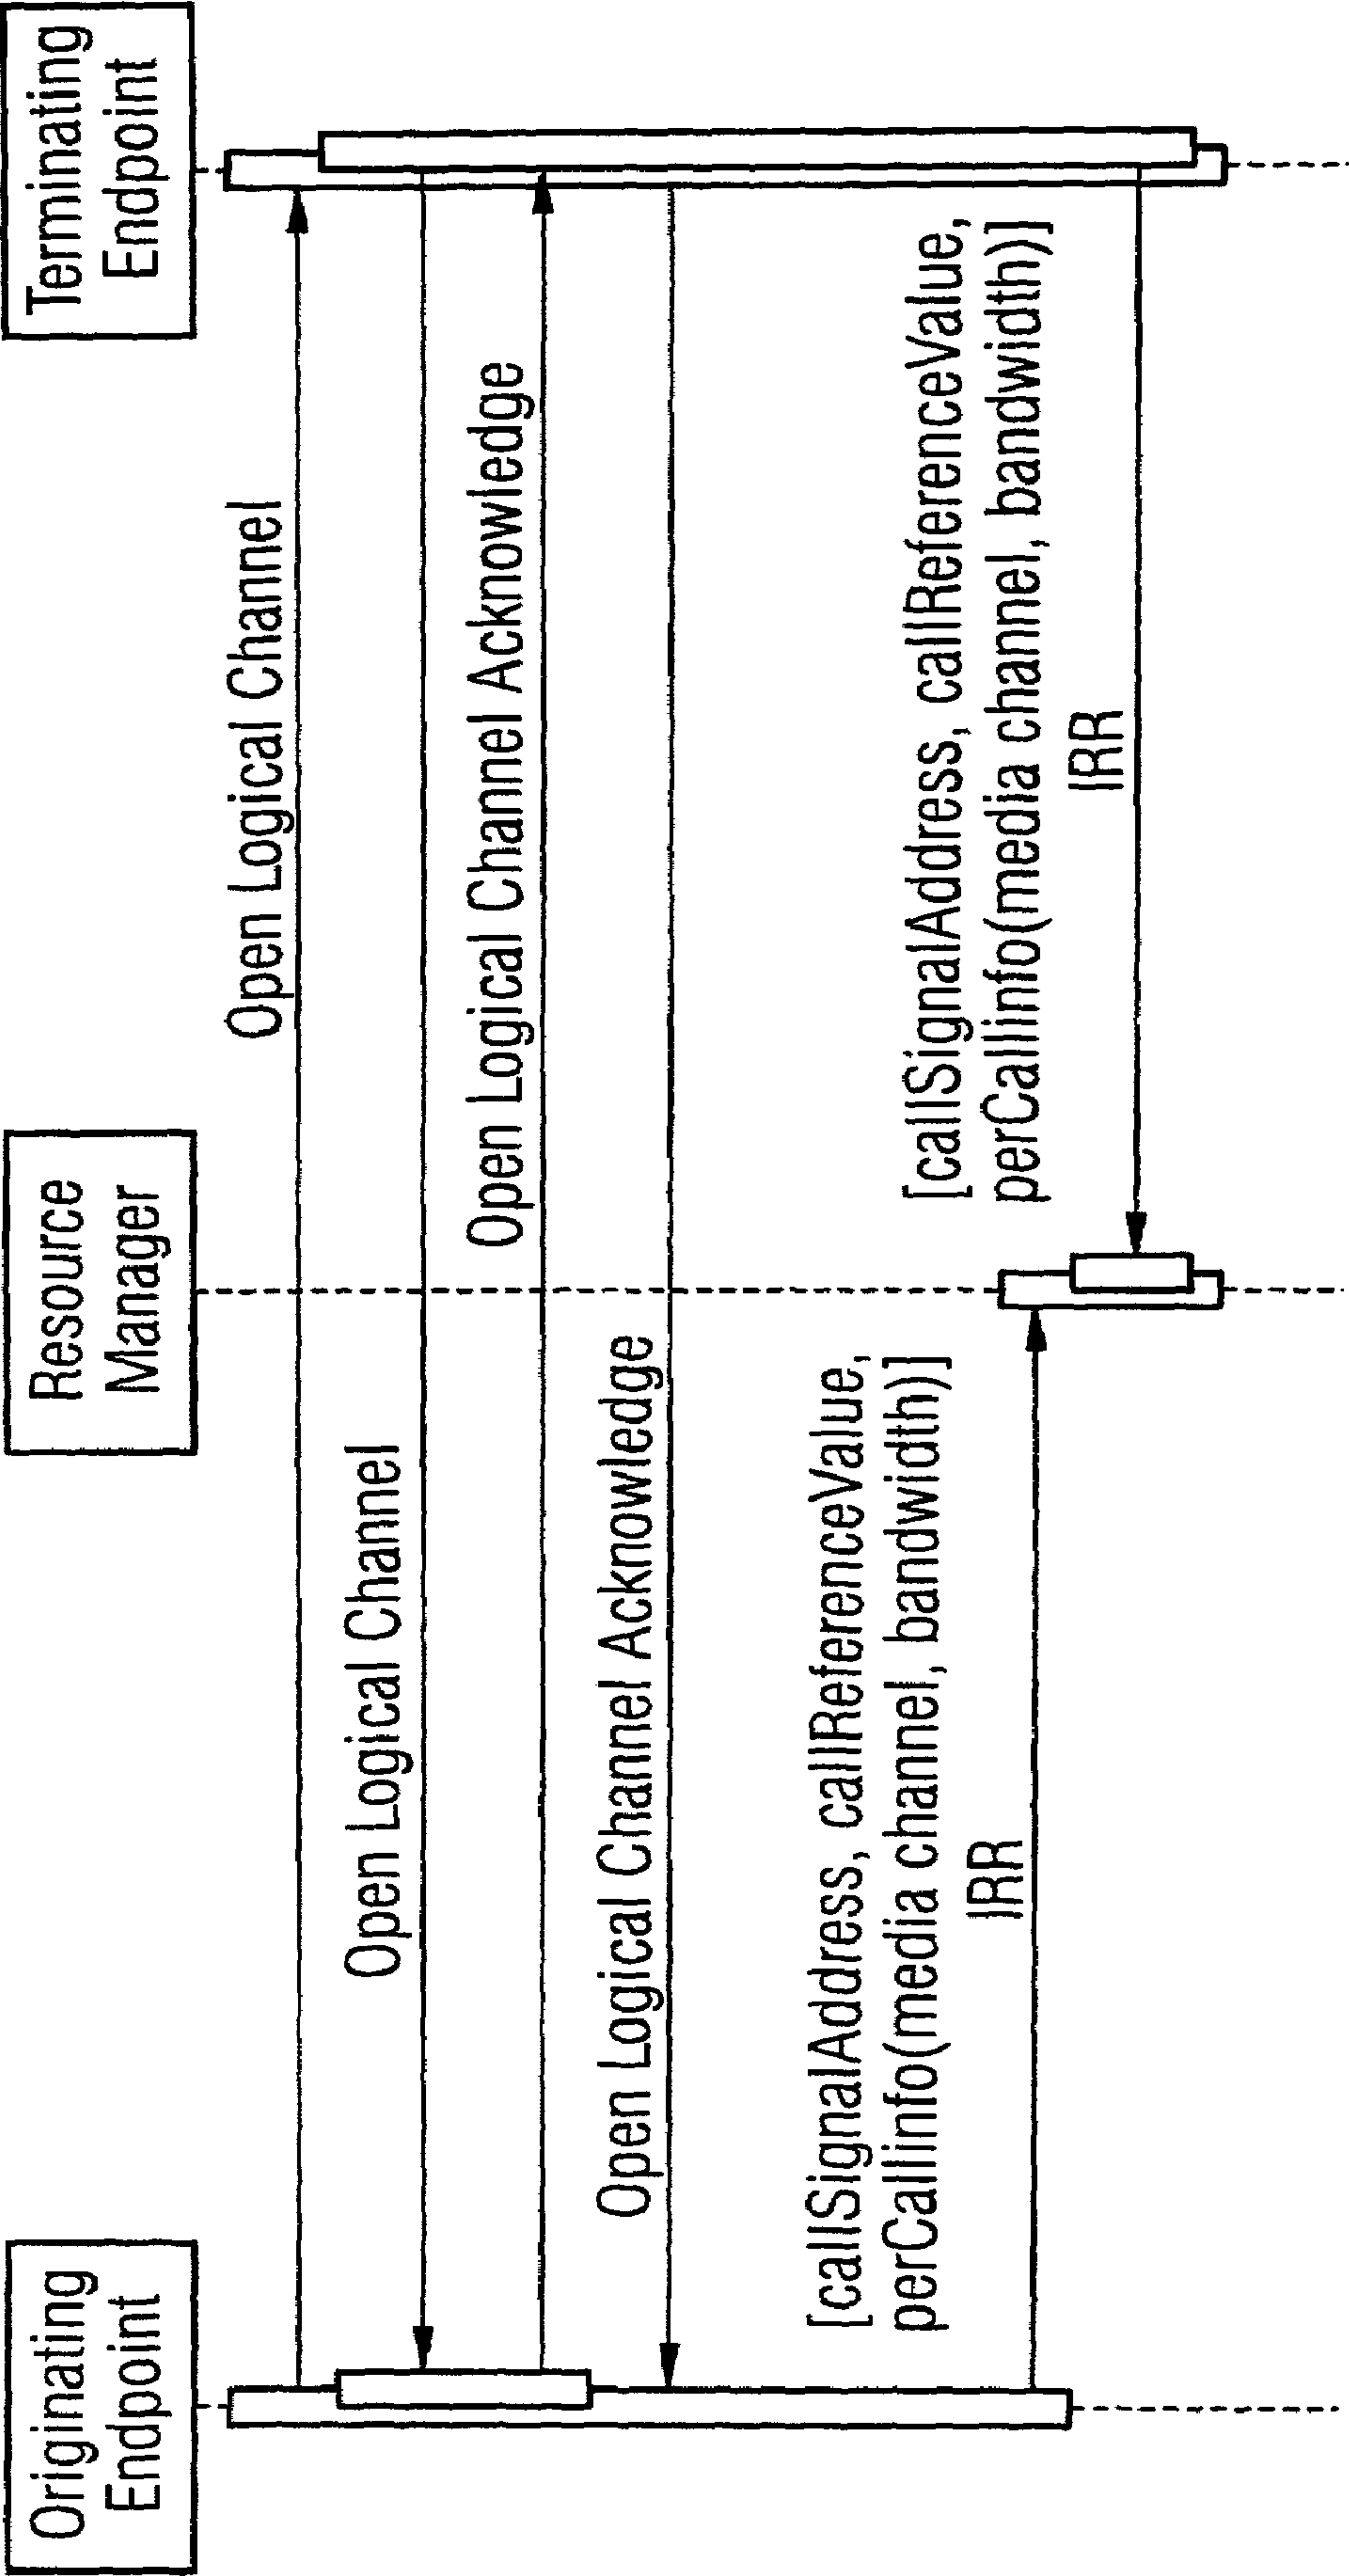 Originating
Endpoint
Resource
Manager
Terminating
Endpoint
Open Logical Channel
Open Logical Channel
Open Logical Channel Acknowledge
Open Logical Channel Acknowledge
[callSignalAddress, callReferenceValue,
perCallinfo(media channel, bandwidth)]
IRR
[callSignalAddress, callReferenceValue,
perCallinfo(media channel, bandwidth)]
IRR